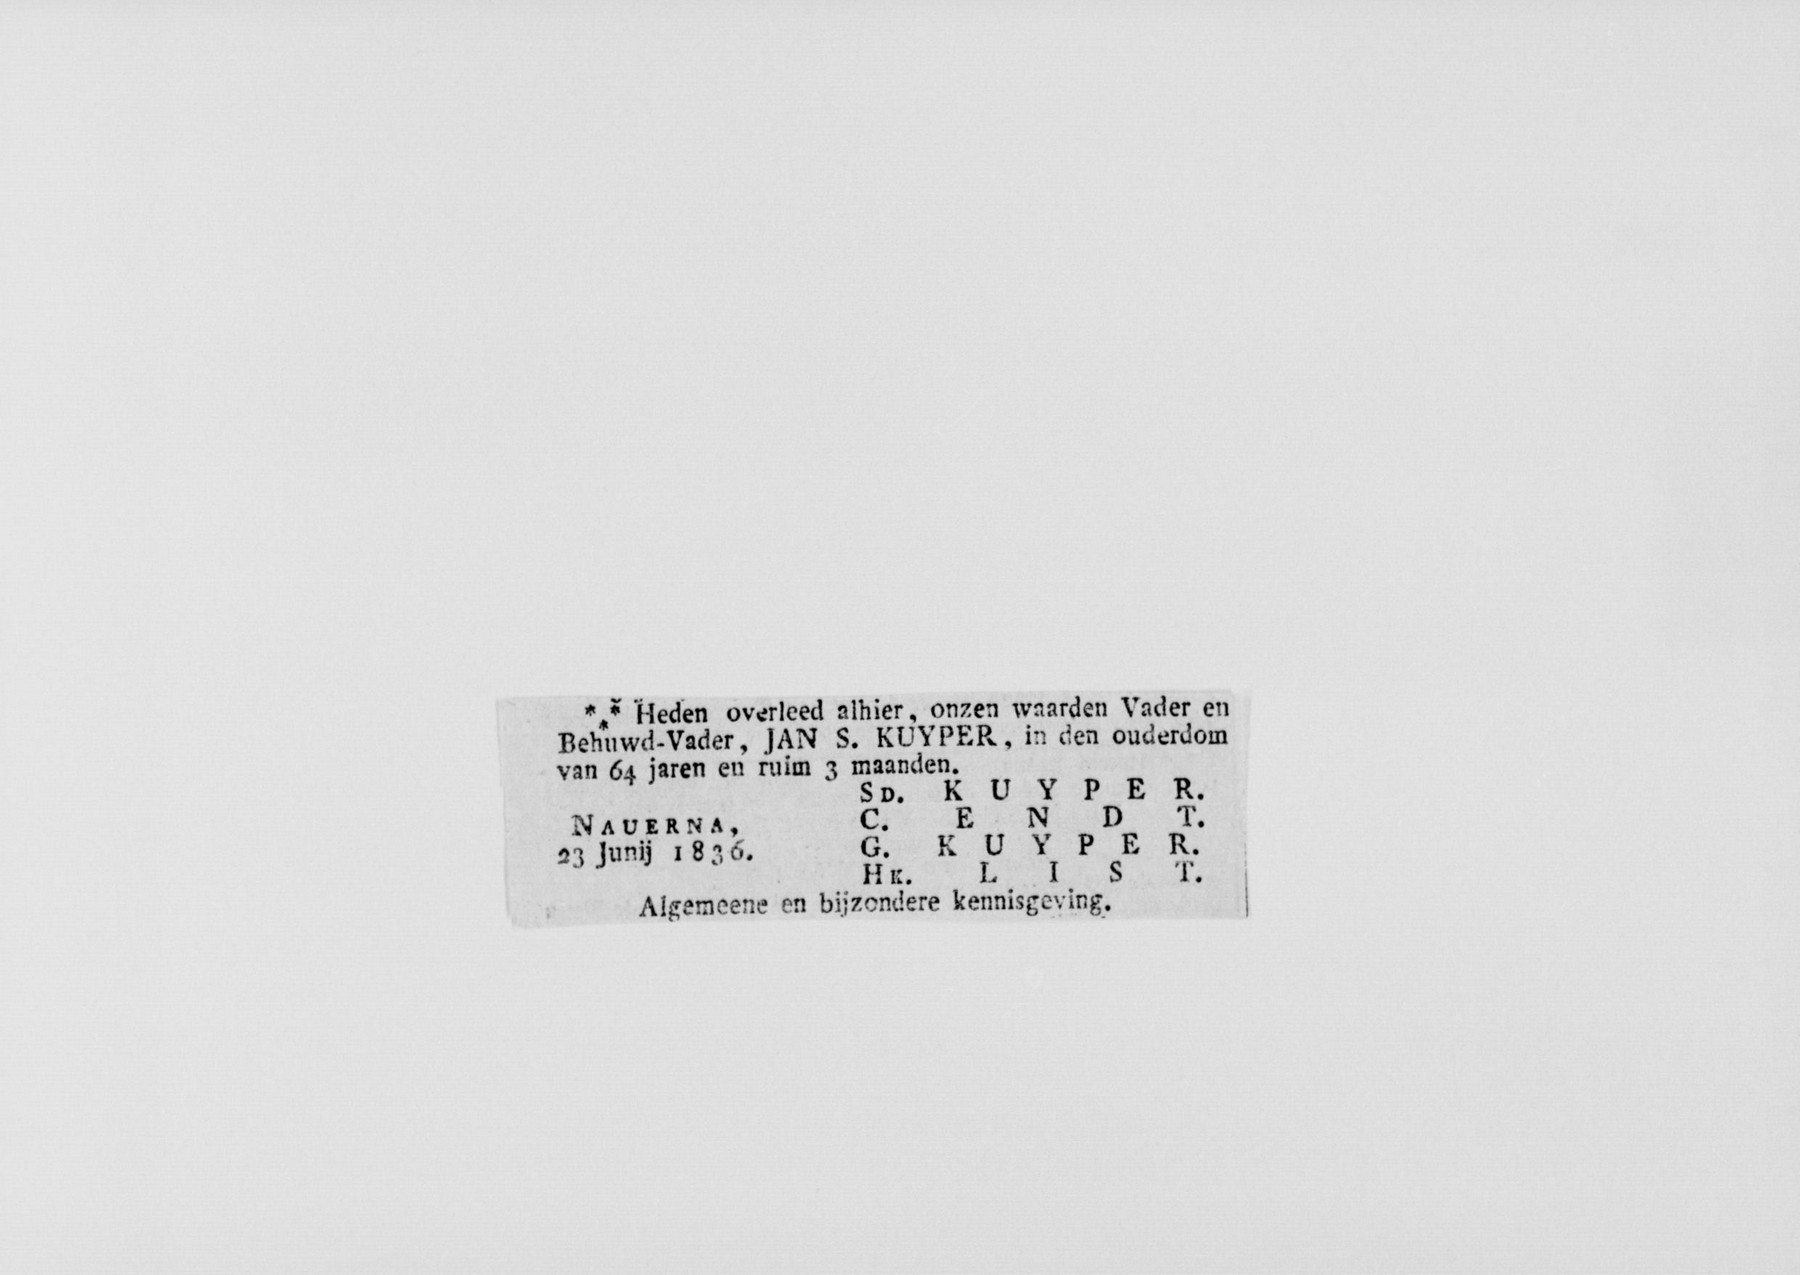 *** Heden overleed alhier, onzen waarden Vader en
Behuwd-Vader, JAN S. KUYPER, in den ouderdom
van 64 jaren en ruim 3 maanden.
SD. KUYPER.
C. ENDT.
NAUERNA,
G. KUYPER.
23 Junij 1836.
HK. LIST.
Algemeene en bijzondere kennisgeving.